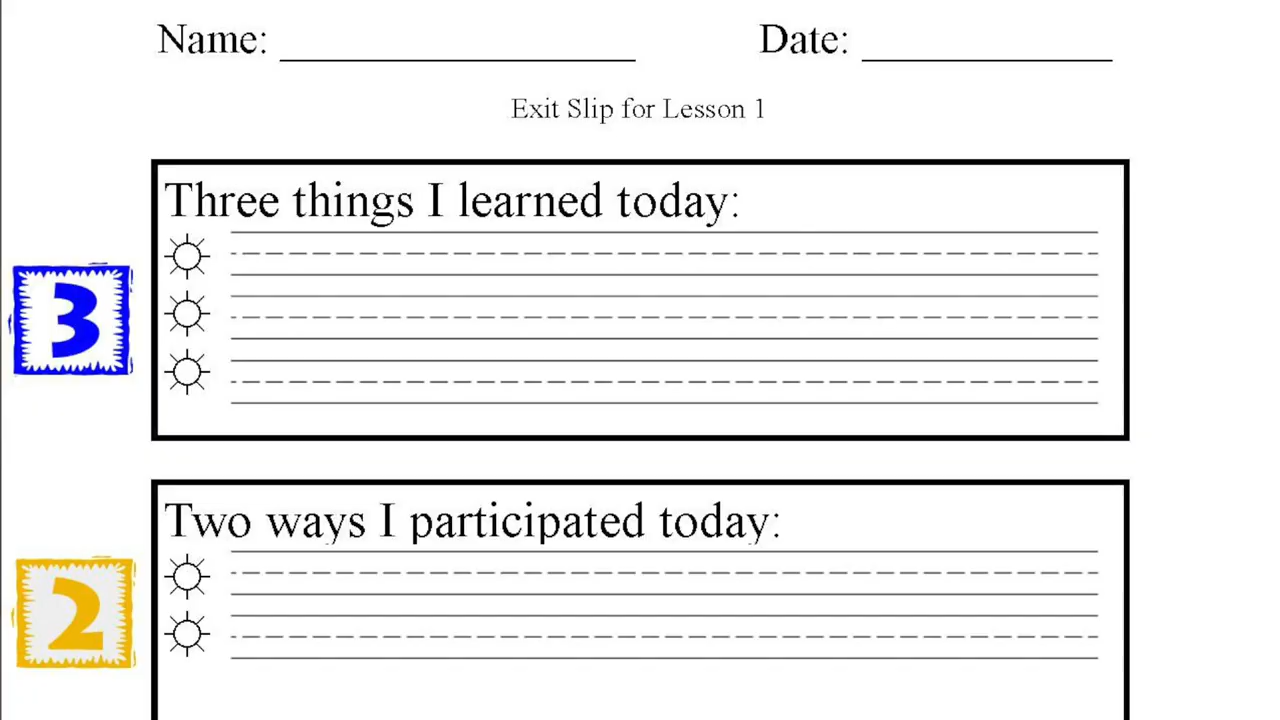 Name: Date:
Exit Slip for Lesson 1
Three things I learned today:
3
Two ways I participated today:
2